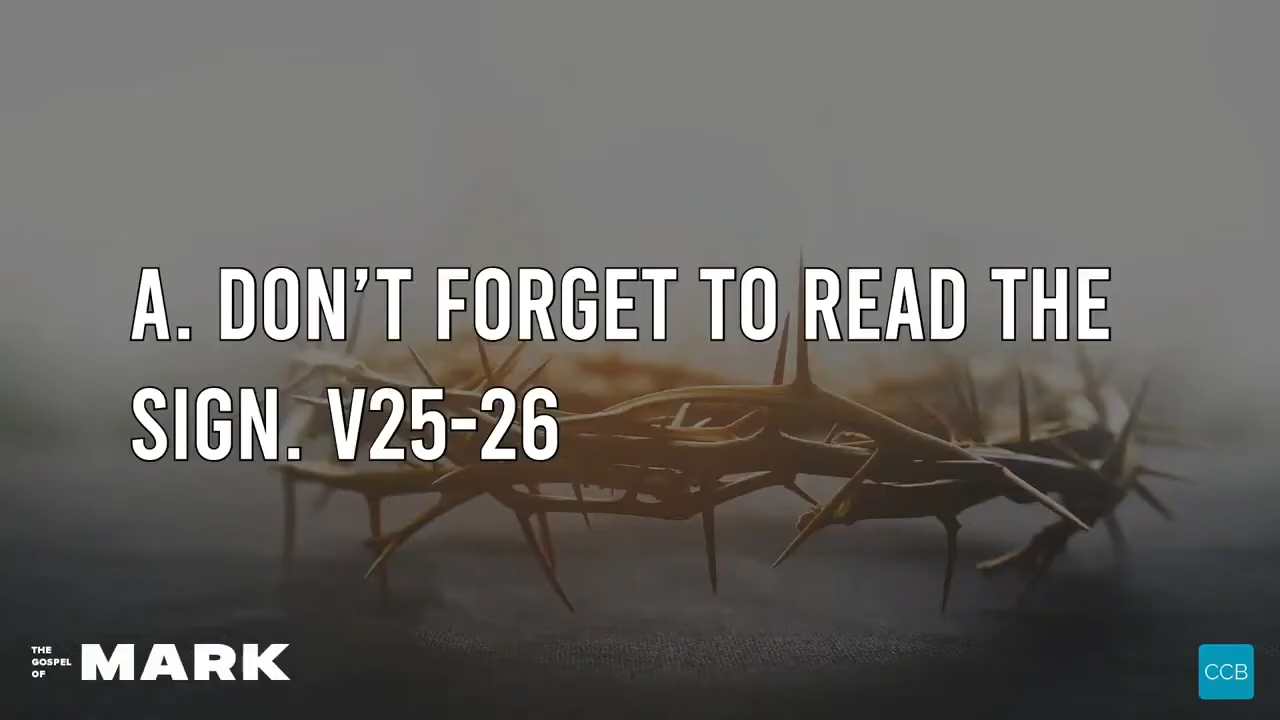 A. DON’T FORGET TO READ THE
SIGN. V25-26
THE
GOSPEL
OF
MARK
CCB